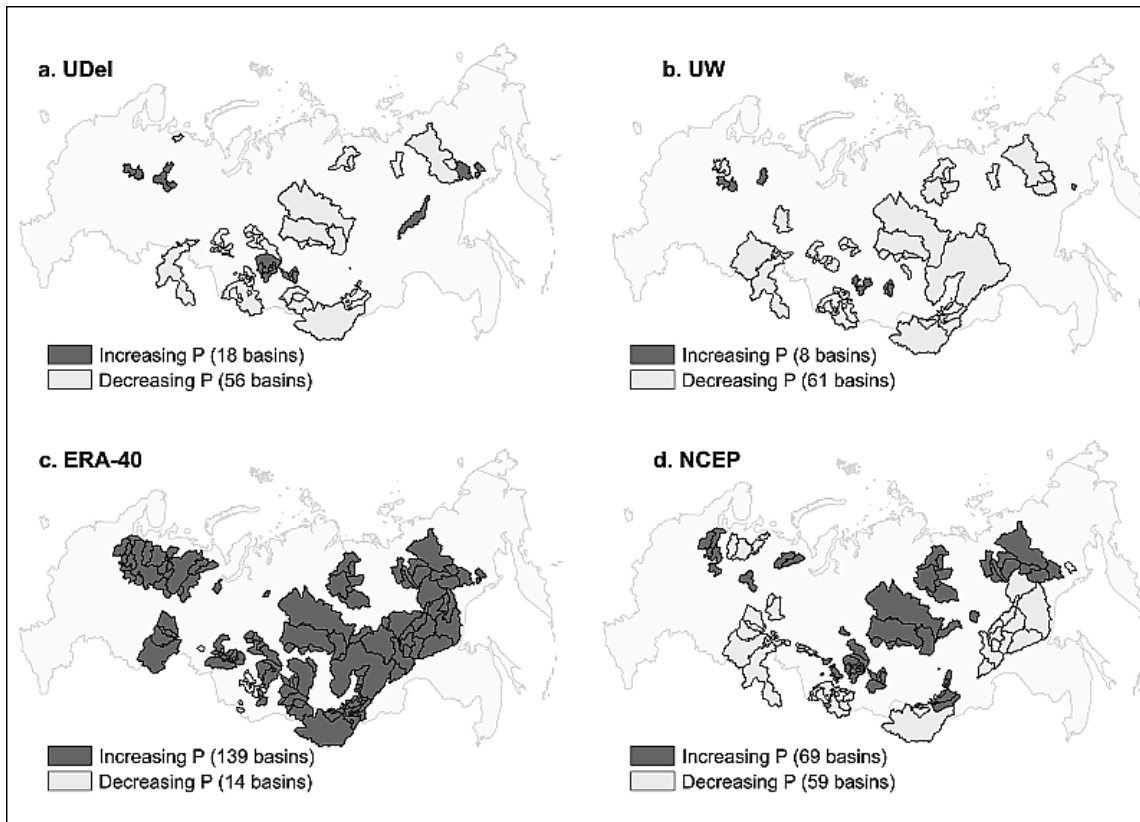 a. UDel
b. UW
Increasing P (18 basins)
Decreasing P (56 basins)
Increasing P (8 basins)
Decreasing P (61 basins)
c. ERA-40
d. NCEP
Increasing P (139 basins)
Decreasing P (14 basins)
Increasing P (69 basins)
Decreasing P (59 basins)